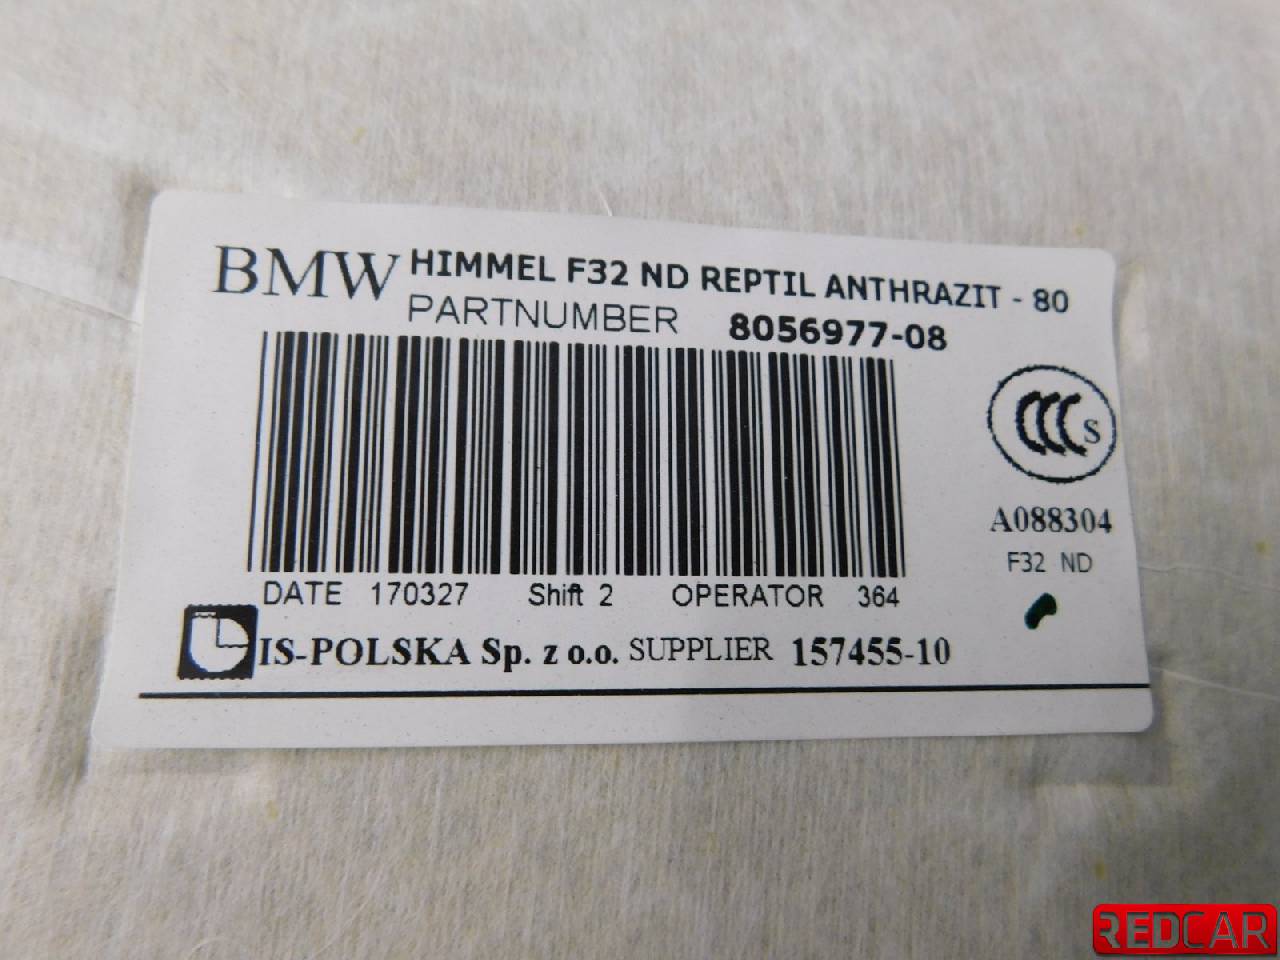 BMW HIMMEL F32 ND REPTIL ANTHRAZIT - 80
PARTNUMBER 8056977-08
S
A088304
F32 ND
DATE 170327 Shift 2 OPERATOR 364
IS-POLSKA Sp. z o.o. SUPPLIER 157455-10
REDCAR